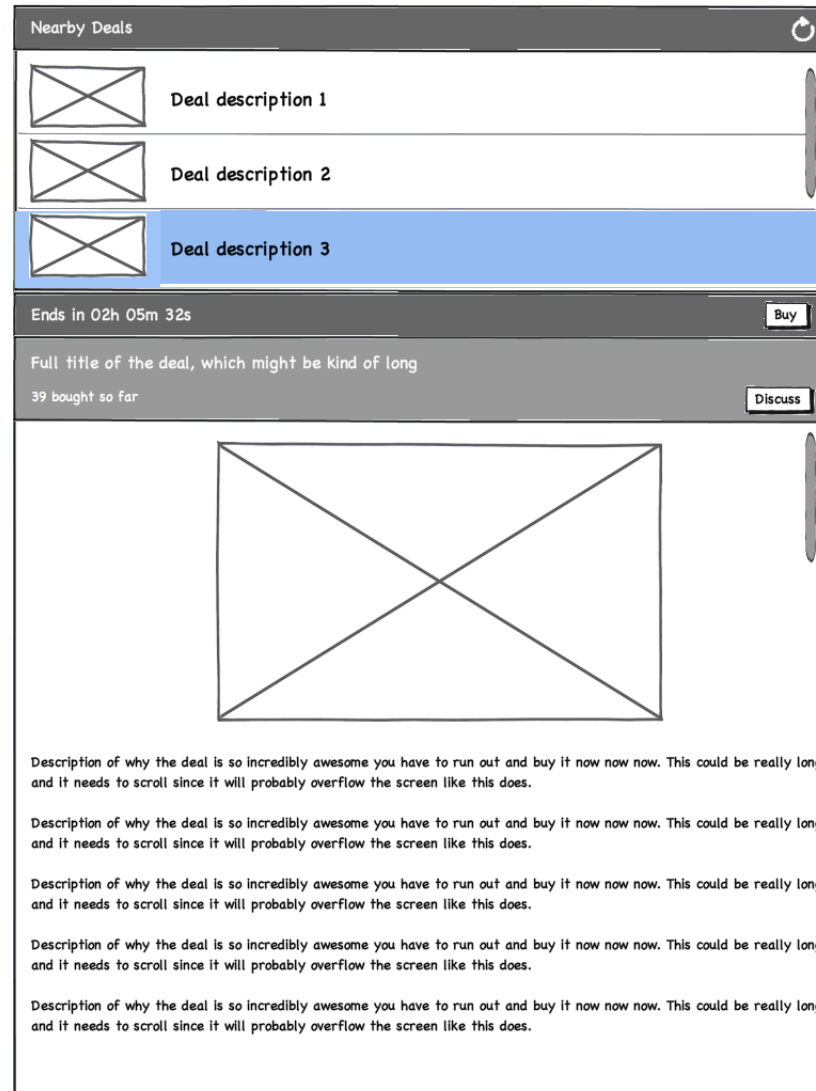 Nearby Deals
Deal description 1
Deal description 2
Deal description 3
Ends in 02h 05m 32s
Buy
Full title of the deal, which might be kind of long
39 bought so far
Discuss
Description of why the deal is so incredibly awesome you have to run out and buy it now now now. This could be really long
and it needs to scroll since it will probably overflow the screen like this does.
Description of why the deal is so incredibly awesome you have to run out and buy it now now now. This could be really long
and it needs to scroll since it will probably overflow the screen like this does.
Description of why the deal is so incredibly awesome you have to run out and buy it now now now. This could be really long
and it needs to scroll since it will probably overflow the screen like this does.
Description of why the deal is so incredibly awesome you have to run out and buy it now now now. This could be really long
and it needs to scroll since it will probably overflow the screen like this does.
Description of why the deal is so incredibly awesome you have to run out and buy it now now now. This could be really long
and it needs to scroll since it will probably overflow the screen like this does.